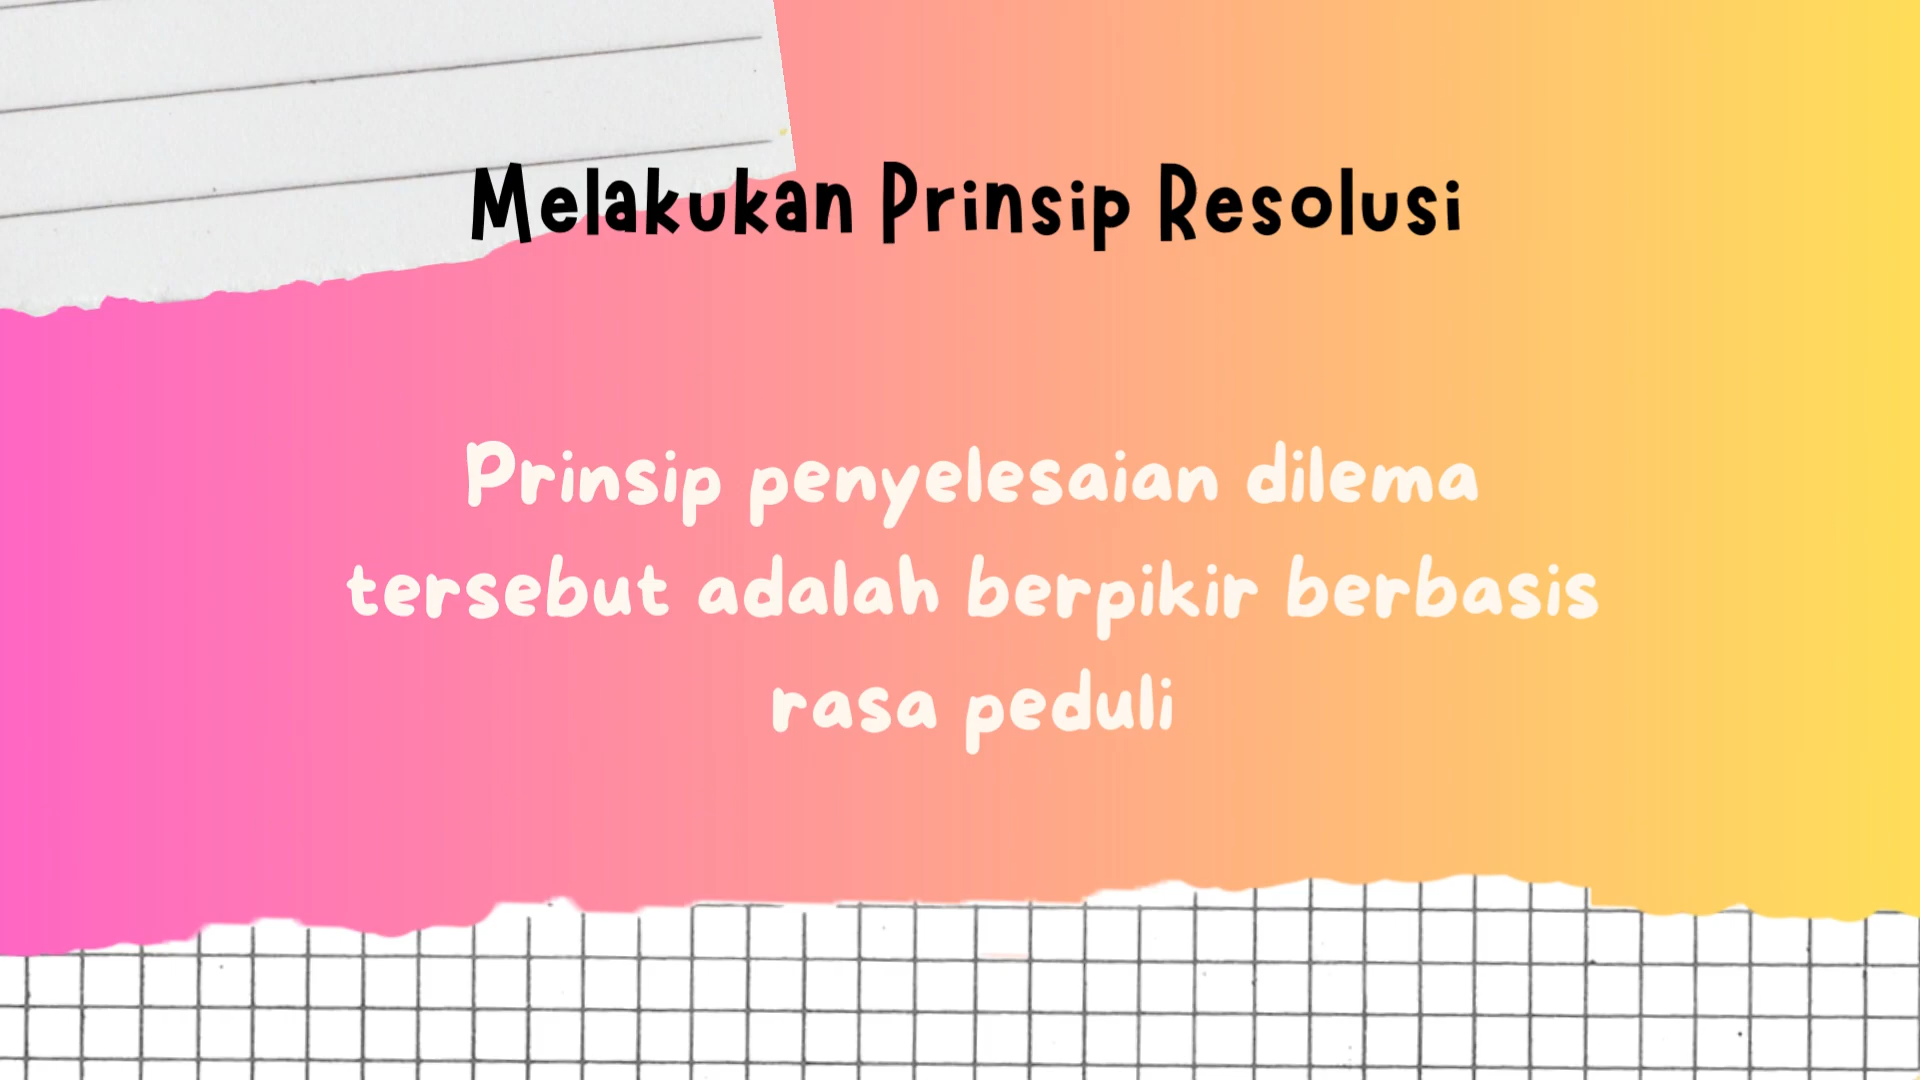 Melakukan Prinsip Resolusi
Prinsip penyelesaian dilema
tersebut adalah berpikir berbasis
rasa peduli